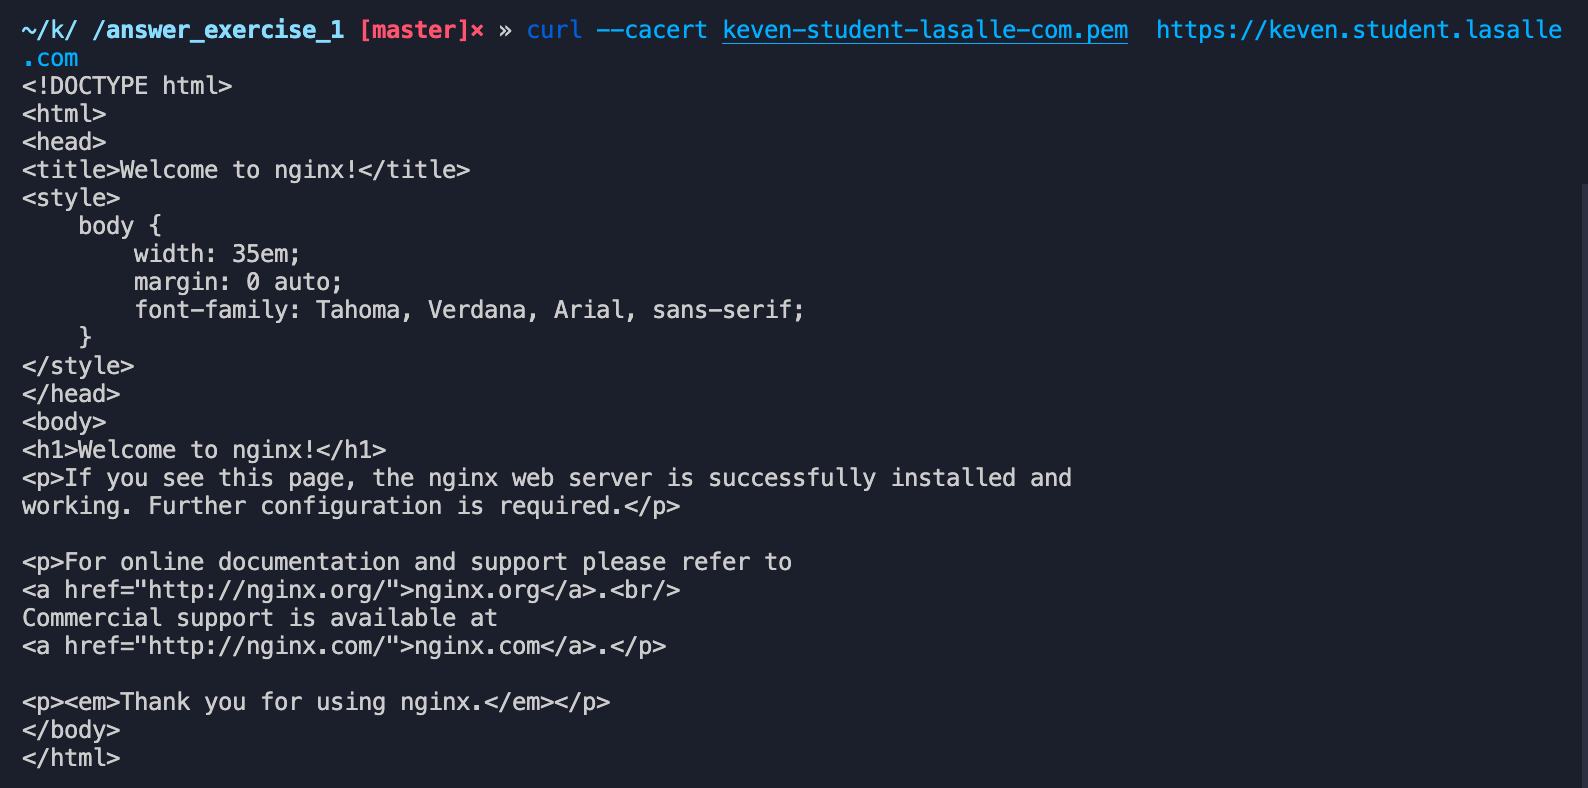 ~/k/ /answer_exercise_1 [master]× » curl --cacert keven-student-lasalle-com.pem  https://keven.student.lasalle
.com
<!DOCTYPE html>
<html>
<head>
<title>Welcome to nginx!</title>
<style>
    body {
        width: 35em;
        margin: 0 auto;
        font-family: Tahoma, Verdana, Arial, sans-serif;
    }
</style>
</head>
<body>
<h1>Welcome to nginx!</h1>
<p>If you see this page, the nginx web server is successfully installed and
working. Further configuration is required.</p>

<p>For online documentation and support please refer to
<a href="http://nginx.org/">nginx.org</a>.<br/>
Commercial support is available at
<a href="http://nginx.com/">nginx.com</a>.</p>

<p><em>Thank you for using nginx.</em></p>
</body>
</html>